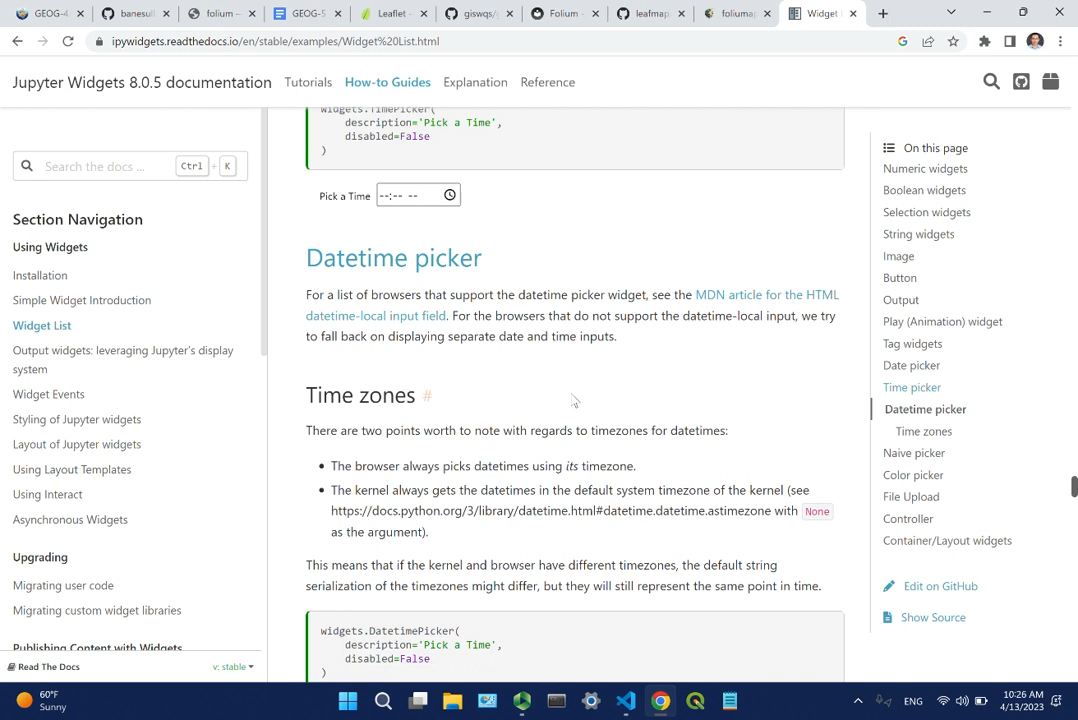 GEOG-4
banesul
folium —
GEOG-5
Leaflet -
giswqs/
Folium -
leafmap
foliuma
Widget
ipywidgets.readthedocs.io/en/stable/examples/Widget%20List.html
Jupyter Widgets 8.0.5 documentation
Tutorials
How-to Guides
Explanation
Reference
Search the docs ...
Ctrl + K
Section Navigation
Using Widgets
Installation
Simple Widget Introduction
Widget List
Output widgets: leveraging Jupyter's display
system
Widget Events
Styling of Jupyter widgets
Layout of Jupyter widgets
Using Layout Templates
Using Interact
Asynchronous Widgets
Upgrading
Migrating user code
Migrating custom widget libraries
Publishing Content with Widgets
Read The Docs
v: stable
widgets.TimePicker(
description='Pick a Time',
disabled=False
)
Pick a Time --:-- --
Datetime picker
For a list of browsers that support the datetime picker widget, see the MDN article for the HTML
datetime-local input field. For the browsers that do not support the datetime-local input, we try
to fall back on displaying separate date and time inputs.
Time zones #
There are two points worth to note with regards to timezones for datetimes:
• The browser always picks datetimes using its timezone.
• The kernel always gets the datetimes in the default system timezone of the kernel (see
https://docs.python.org/3/library/datetime.html#datetime.datetime.astimezone with None
as the argument).
This means that if the kernel and browser have different timezones, the default string
serialization of the timezones might differ, but they will still represent the same point in time.
widgets.DatetimePicker(
description='Pick a Time',
disabled=False
)
On this page
Numeric widgets
Boolean widgets
Selection widgets
String widgets
Image
Button
Output
Play (Animation) widget
Tag widgets
Date picker
Time picker
Datetime picker
Time zones
Naive picker
Color picker
File Upload
Controller
Container/Layout widgets
Edit on GitHub
Show Source
60°F
Sunny
ENG
10:26 AM
4/13/2023